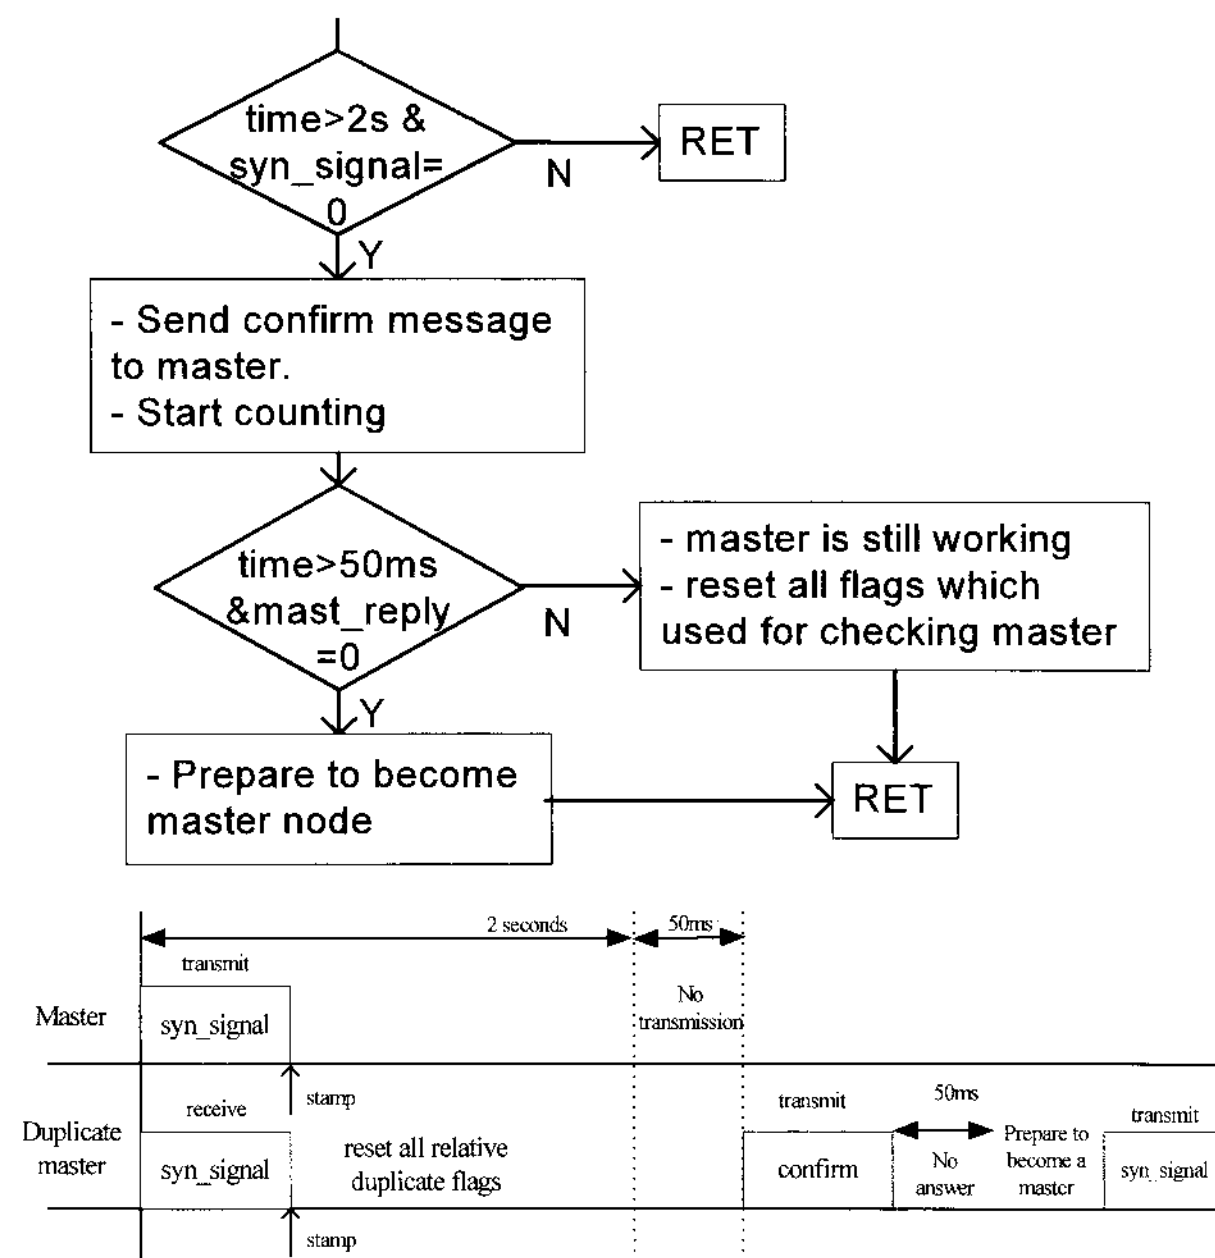 time>2s &
syn_signal=
0
N
RET
Y
- Send confirm message
to master.
- Start counting
time>50ms
&mast_reply
=0
N
- master is still working
- reset all flags which
used for checking master
Y
- Prepare to become
master node
RET
2 seconds
50ms
transmit
Master
syn_signal
No
transmission
stamp
receive
Duplicate
master
syn_signal
reset all relative
duplicate flags
transmit
confirm
50ms
No
answer
Prepare to
become a
master
transmit
syn_signal
stamp